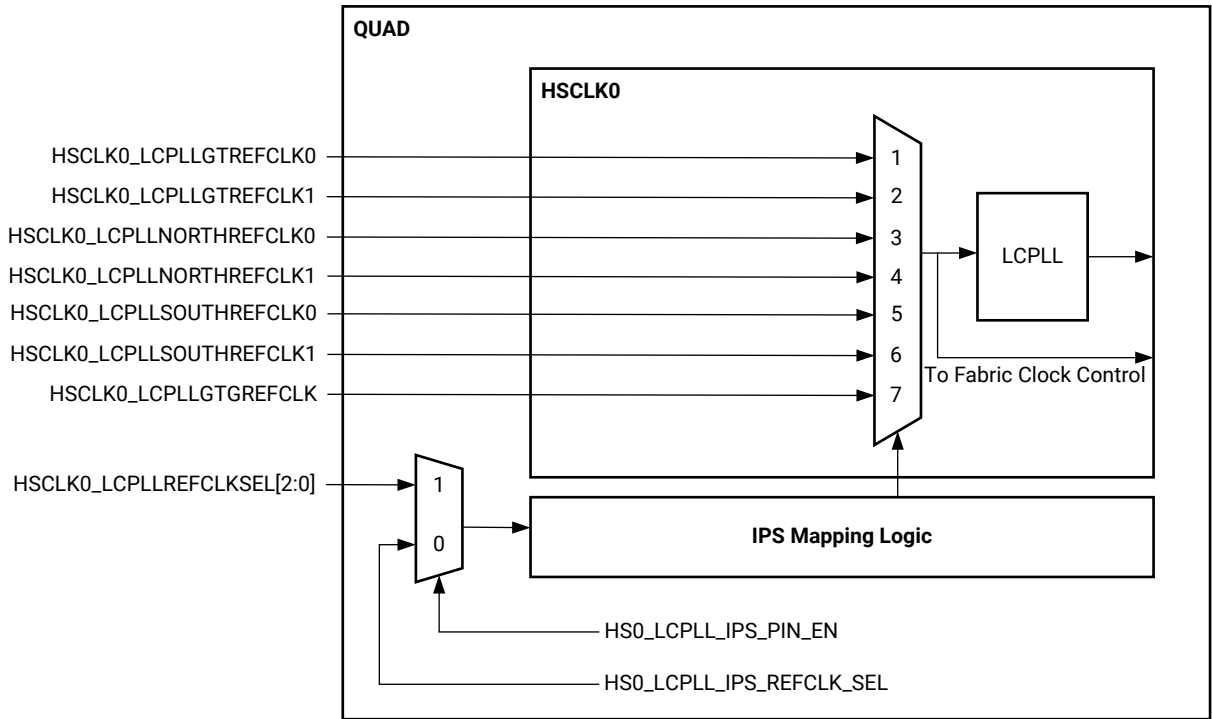 QUAD
HSCLK0
HSCLK0_LCPLLGTREFCLK0
1
HSCLK0_LCPLLGTREFCLK1
2
HSCLK0_LCPLLNORTHREFCLK0
3
LCPLL
HSCLK0_LCPLLNORTHREFCLK1
4
HSCLK0_LCPLLSOUTHREFCLK0
5
HSCLK0_LCPLLSOUTHREFCLK1
6
To Fabric Clock Control
HSCLK0_LCPLLGTGREFCLK
7
HSCLK0_LCPLLREFCLKSEL[2:0]
1
0
IPS Mapping Logic
HS0_LCPLL_IPS_PIN_EN
HS0_LCPLL_IPS_REFCLK_SEL